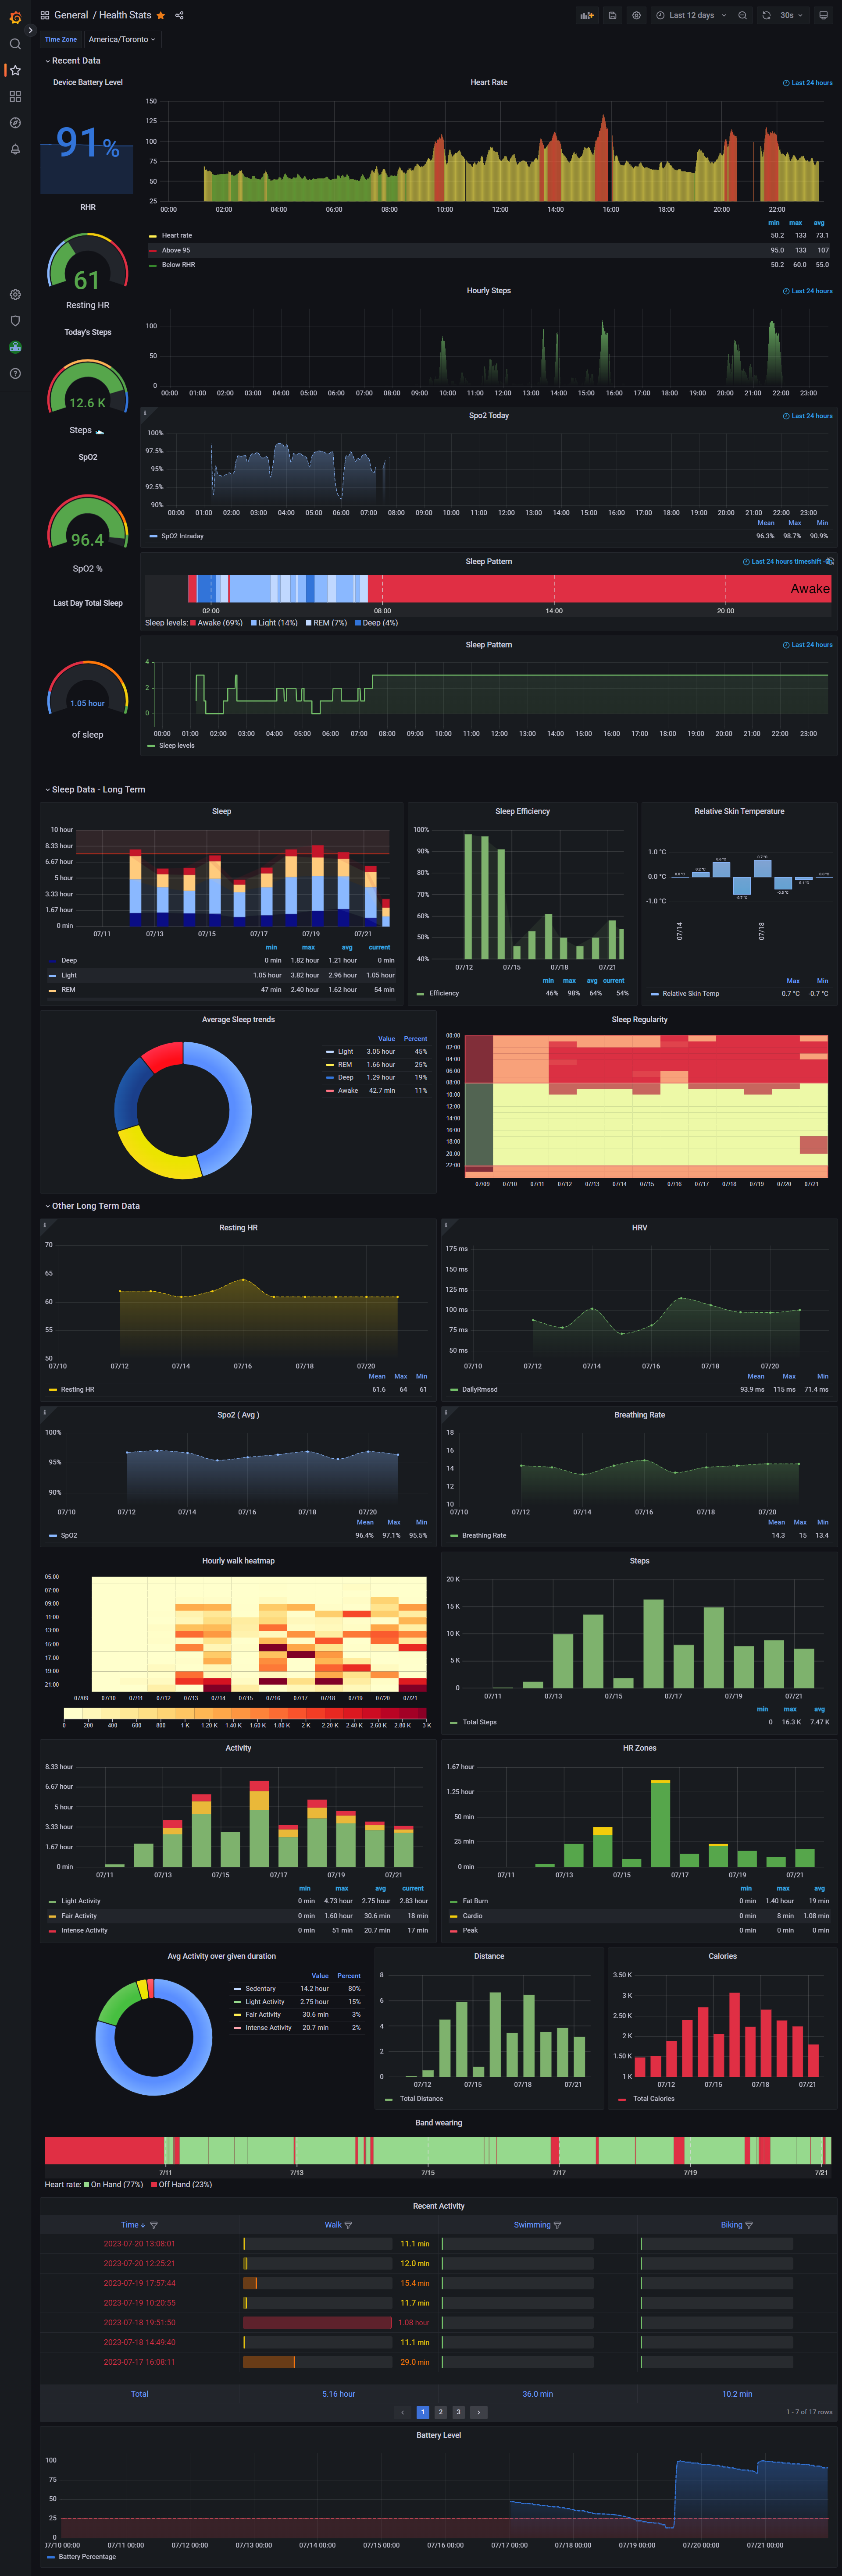 General / Health Stats
Last 12 days
30s
Time Zone America/Toronto
Recent Data
Device Battery Level
91%
RHR
61
Resting HR
Today's Steps
12.6 K
Steps
SpO2
96.4
SpO2 %
Last Day Total Sleep
1.05 hour
of sleep
Heart Rate
Last 24 hours
150
125
100
75
50
25
00:00 02:00 04:00 06:00 08:00 10:00 12:00 14:00 16:00 18:00 20:00 22:00
min max avg
Heart rate 50.2 133 73.1
Above 95 95.0 133 107
Below RHR 50.2 60.0 55.0
Hourly Steps
Last 24 hours
100
50
0
00:00 01:00 02:00 03:00 04:00 05:00 06:00 07:00 08:00 09:00 10:00 11:00 12:00 13:00 14:00 15:00 16:00 17:00 18:00 19:00 20:00 21:00 22:00 23:00
Spo2 Today
Last 24 hours
100%
97.5%
95%
92.5%
90%
00:00 01:00 02:00 03:00 04:00 05:00 06:00 07:00 08:00 09:00 10:00 11:00 12:00 13:00 14:00 15:00 16:00 17:00 18:00 19:00 20:00 21:00 22:00 23:00
Mean Max Min
SpO2 Intraday 96.3% 98.7% 90.9%
Sleep Pattern
Last 24 hours timeshift
Awake
02:00 08:00 14:00 20:00
Sleep levels: Awake (69%) Light (14%) REM (7%) Deep (4%)
Sleep Pattern
Last 24 hours
4
2
0
00:00 01:00 02:00 03:00 04:00 05:00 06:00 07:00 08:00 09:00 10:00 11:00 12:00 13:00 14:00 15:00 16:00 17:00 18:00 19:00 20:00 21:00 22:00 23:00
Sleep levels
Sleep Data - Long Term
Sleep
10 hour
8.33 hour
6.67 hour
5 hour
3.33 hour
1.67 hour
0 min
07/11 07/13 07/15 07/17 07/19 07/21
min max avg current
Deep 0 min 1.82 hour 1.21 hour 0 min
Light 1.05 hour 3.82 hour 2.96 hour 1.05 hour
REM 47 min 2.40 hour 1.62 hour 54 min
Sleep Efficiency
100%
90%
80%
70%
60%
50%
40%
07/12 07/15 07/18 07/21
min max avg current
Efficiency 46% 98% 64% 54%
Relative Skin Temperature
1.0 °C
0.0 °C
-1.0 °C
07/14 07/18
Max Min
Relative Skin Temp 0.7 °C -0.7 °C
Average Sleep trends
Value Percent
Light 3.05 hour 45%
REM 1.66 hour 25%
Deep 1.29 hour 19%
Awake 42.7 min 11%
Sleep Regularity
00:00
02:00
04:00
06:00
08:00
10:00
12:00
14:00
16:00
18:00
20:00
22:00
07/09 07/10 07/11 07/12 07/13 07/14 07/15 07/16 07/17 07/18 07/19 07/20 07/21
Other Long Term Data
Resting HR
70
65
60
55
50
07/10 07/12 07/14 07/16 07/18 07/20
Mean Max Min
Resting HR 61.6 64 61
HRV
175 ms
150 ms
125 ms
100 ms
75 ms
50 ms
07/10 07/12 07/14 07/16 07/18 07/20
Mean Max Min
DailyRmssd 93.9 ms 115 ms 71.4 ms
Spo2 ( Avg )
100%
95%
90%
07/10 07/12 07/14 07/16 07/18 07/20
Mean Max Min
SpO2 96.4% 97.1% 95.5%
Breathing Rate
18
16
14
12
10
07/10 07/12 07/14 07/16 07/18 07/20
Mean Max Min
Breathing Rate 14.3 15 13.4
Hourly walk heatmap
05:00
07:00
09:00
11:00
13:00
15:00
17:00
19:00
21:00
07/09 07/10 07/11 07/12 07/13 07/14 07/15 07/16 07/17 07/18 07/19 07/20 07/21
0 200 400 600 800 1 K 1.20 K 1.40 K 1.60 K 1.80 K 2 K 2.20 K 2.40 K 2.60 K 2.80 K 3 K
Steps
20 K
15 K
10 K
5 K
0
07/11 07/13 07/15 07/17 07/19 07/21
min max avg
Total Steps 0 16.3 K 7.47 K
Activity
8.33 hour
6.67 hour
5 hour
3.33 hour
1.67 hour
0 min
07/11 07/13 07/15 07/17 07/19 07/21
min max avg current
Light Activity 0 min 4.73 hour 2.75 hour 2.83 hour
Fair Activity 0 min 1.60 hour 30.6 min 18 min
Intense Activity 0 min 51 min 20.7 min 17 min
HR Zones
1.67 hour
1.25 hour
50 min
25 min
0 min
07/11 07/13 07/15 07/17 07/19 07/21
min max avg
Fat Burn 0 min 1.40 hour 19 min
Cardio 0 min 8 min 1.08 min
Peak 0 min 0 min 0 min
Avg Activity over given duration
Value Percent
Sedentary 14.2 hour 80%
Light Activity 2.75 hour 15%
Fair Activity 30.6 min 3%
Intense Activity 20.7 min 2%
Distance
8
6
4
2
0
07/12 07/15 07/18 07/21
Total Distance
Calories
3.50 K
3 K
2.50 K
2 K
1.50 K
1 K
07/12 07/15 07/18 07/21
Total Calories
Band wearing
7/11 7/13 7/15 7/17 7/19 7/21
Heart rate: On Hand (77%) Off Hand (23%)
Recent Activity
Time Walk Swimming Biking
2023-07-20 13:08:01 11.1 min
2023-07-20 12:25:21 12.0 min
2023-07-19 17:57:44 15.4 min
2023-07-19 10:20:55 11.7 min
2023-07-18 19:51:50 1.08 hour
2023-07-18 14:49:40 11.1 min
2023-07-17 16:08:11 29.0 min
Total 5.16 hour 36.0 min 10.2 min
1 2 3
1 - 7 of 17 rows
Battery Level
100
75
50
25
0
07/10 00:00 07/11 00:00 07/12 00:00 07/13 00:00 07/14 00:00 07/15 00:00 07/16 00:00 07/17 00:00 07/18 00:00 07/19 00:00 07/20 00:00 07/21 00:00
Battery Percentage